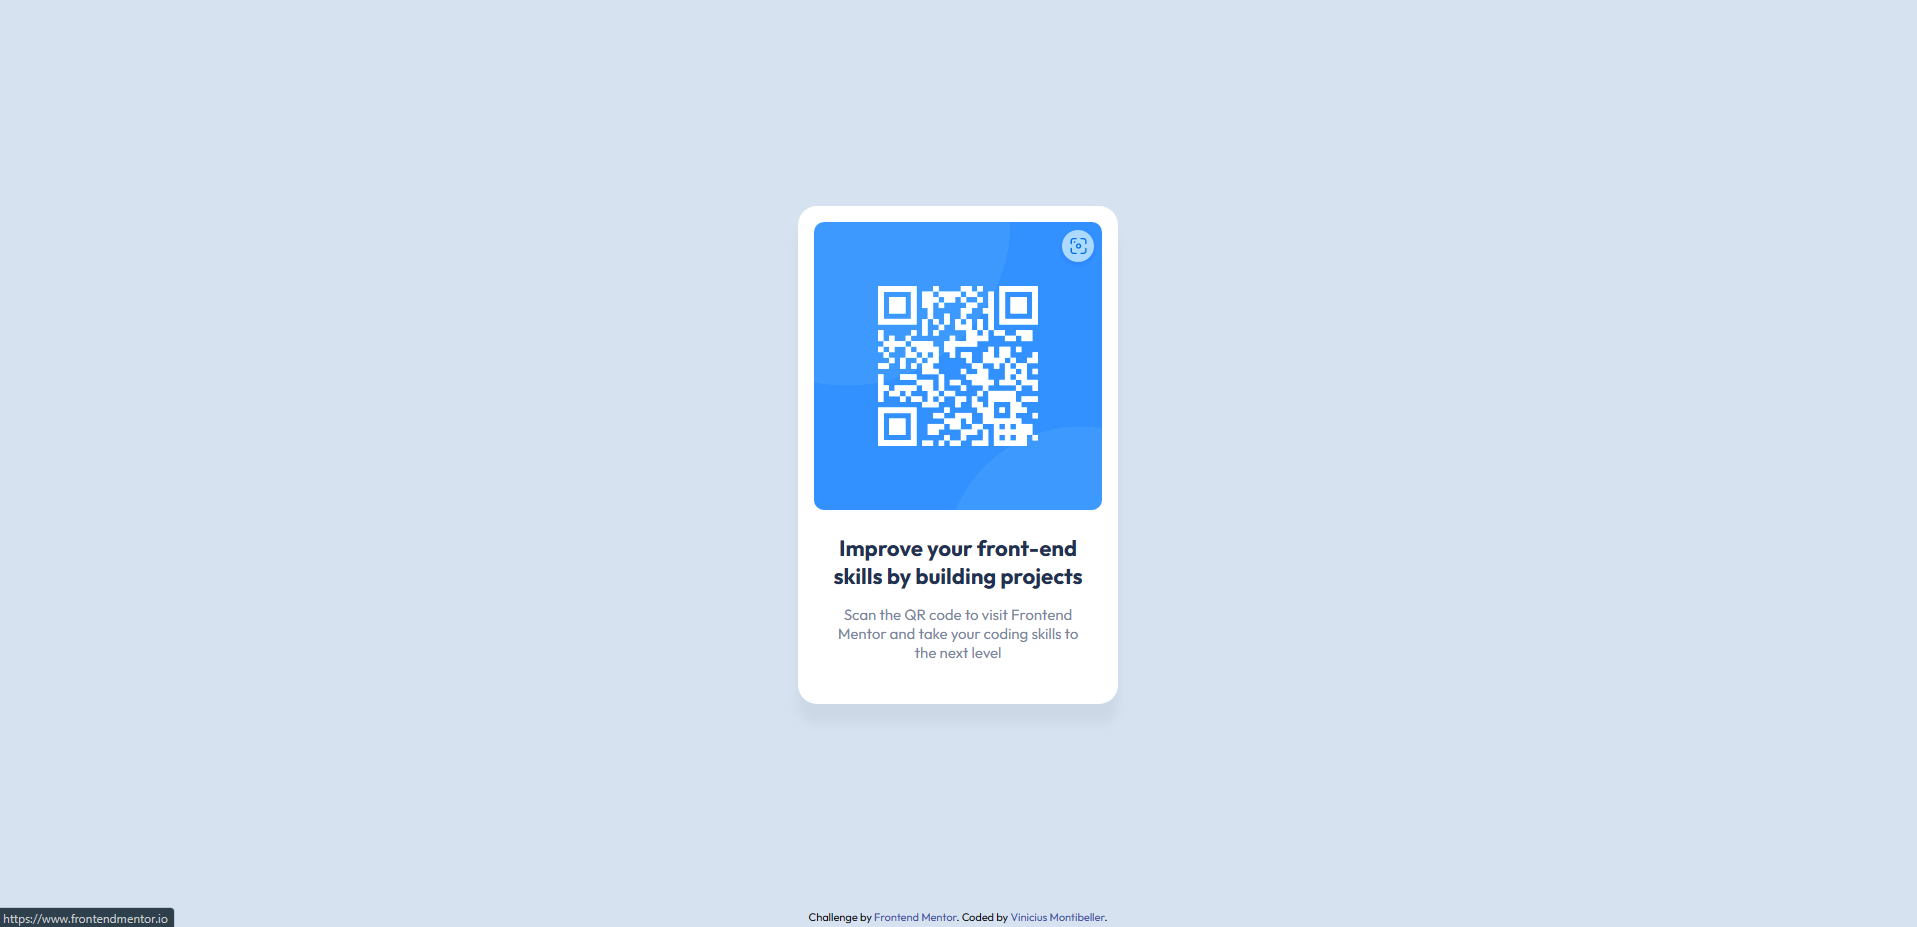 Improve your front-end
skills by building projects
Scan the QR code to visit Frontend
Mentor and take your coding skills to
the next level
https://www.frontendmentor.io
Challenge by Frontend Mentor. Coded by Vinicius Montibeller.